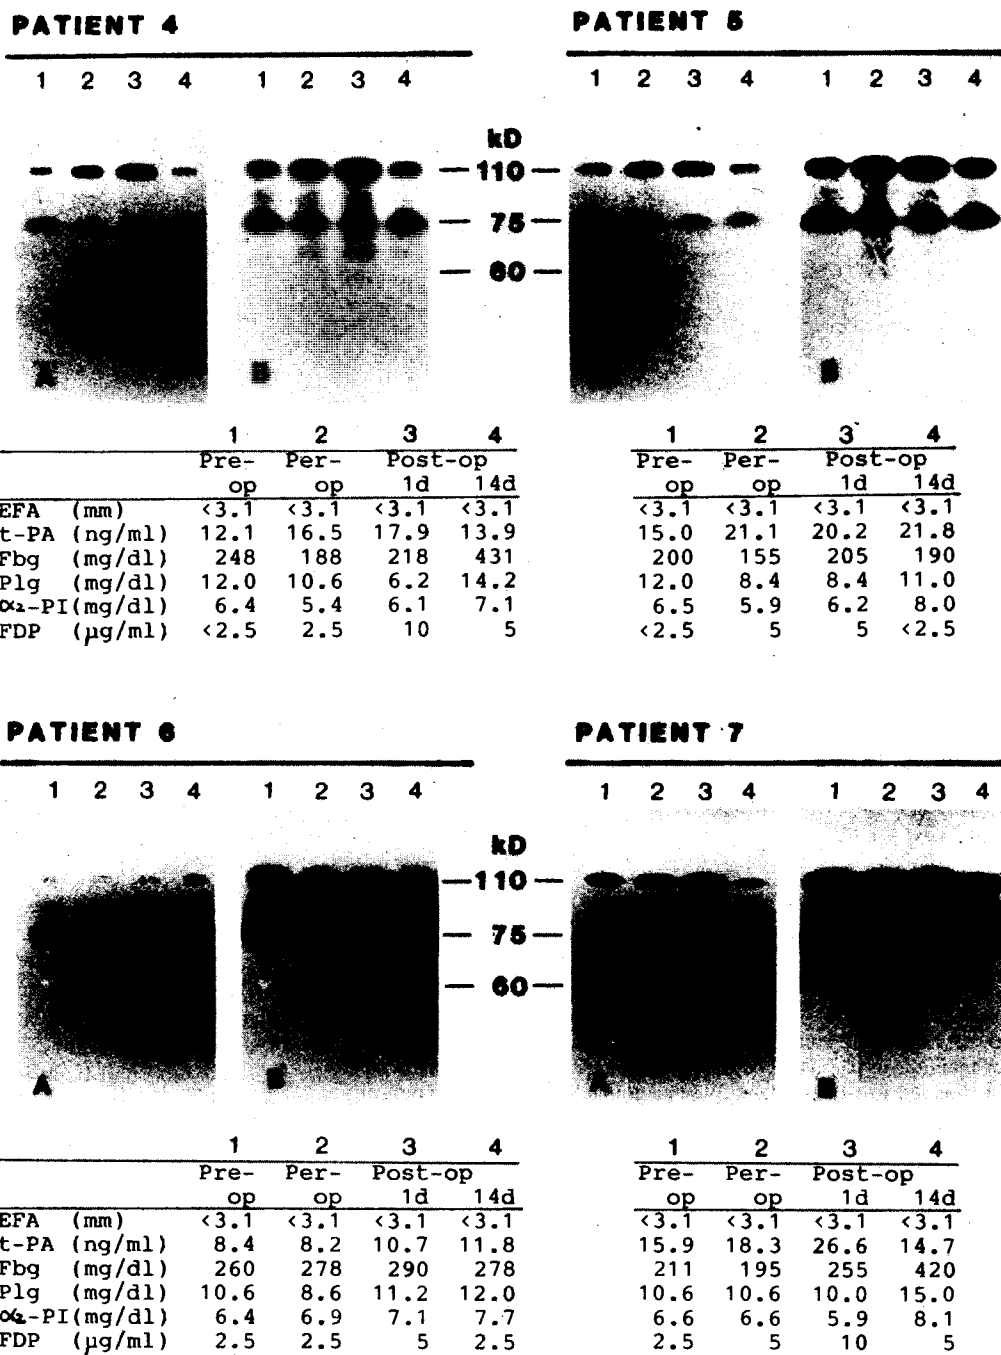 PATIENT 4 PATIENT 5
1 2 3 4 1 2 3 4 1 2 3 4 1 2 3 4
kD
110
75
60
A B B
1 2 3 4 1 2 3 4
Pre- Per- Post-op Pre- Per- Post-op
op op 1d 14d op op 1d 14d
EFA (mm) <3.1 <3.1 <3.1 <3.1 <3.1 <3.1 <3.1 <3.1
t-PA (ng/ml) 12.1 16.5 17.9 13.9 15.0 21.1 20.2 21.8
Fbg (mg/dl) 248 188 218 431 200 155 205 190
Plg (mg/dl) 12.0 10.6 6.2 14.2 12.0 8.4 8.4 11.0
α₂-PI(mg/dl) 6.4 5.4 6.1 7.1 6.5 5.9 6.2 8.0
FDP (μg/ml) <2.5 2.5 10 5 <2.5 5 5 <2.5
PATIENT 6 PATIENT 7
1 2 3 4 1 2 3 4 1 2 3 4 1 2 3 4
kD
110
75
60
A B A B
1 2 3 4 1 2 3 4
Pre- Per- Post-op Pre- Per- Post-op
op op 1d 14d op op 1d 14d
EFA (mm) <3.1 <3.1 <3.1 <3.1 <3.1 <3.1 <3.1 <3.1
t-PA (ng/ml) 8.4 8.2 10.7 11.8 15.9 18.3 26.6 14.7
Fbg (mg/dl) 260 278 290 278 211 195 255 420
Plg (mg/dl) 10.6 8.6 11.2 12.0 10.6 10.6 10.0 15.0
α₂-PI(mg/dl) 6.4 6.9 7.1 7.7 6.6 6.6 5.9 8.1
FDP (μg/ml) 2.5 2.5 5 2.5 2.5 5 10 5